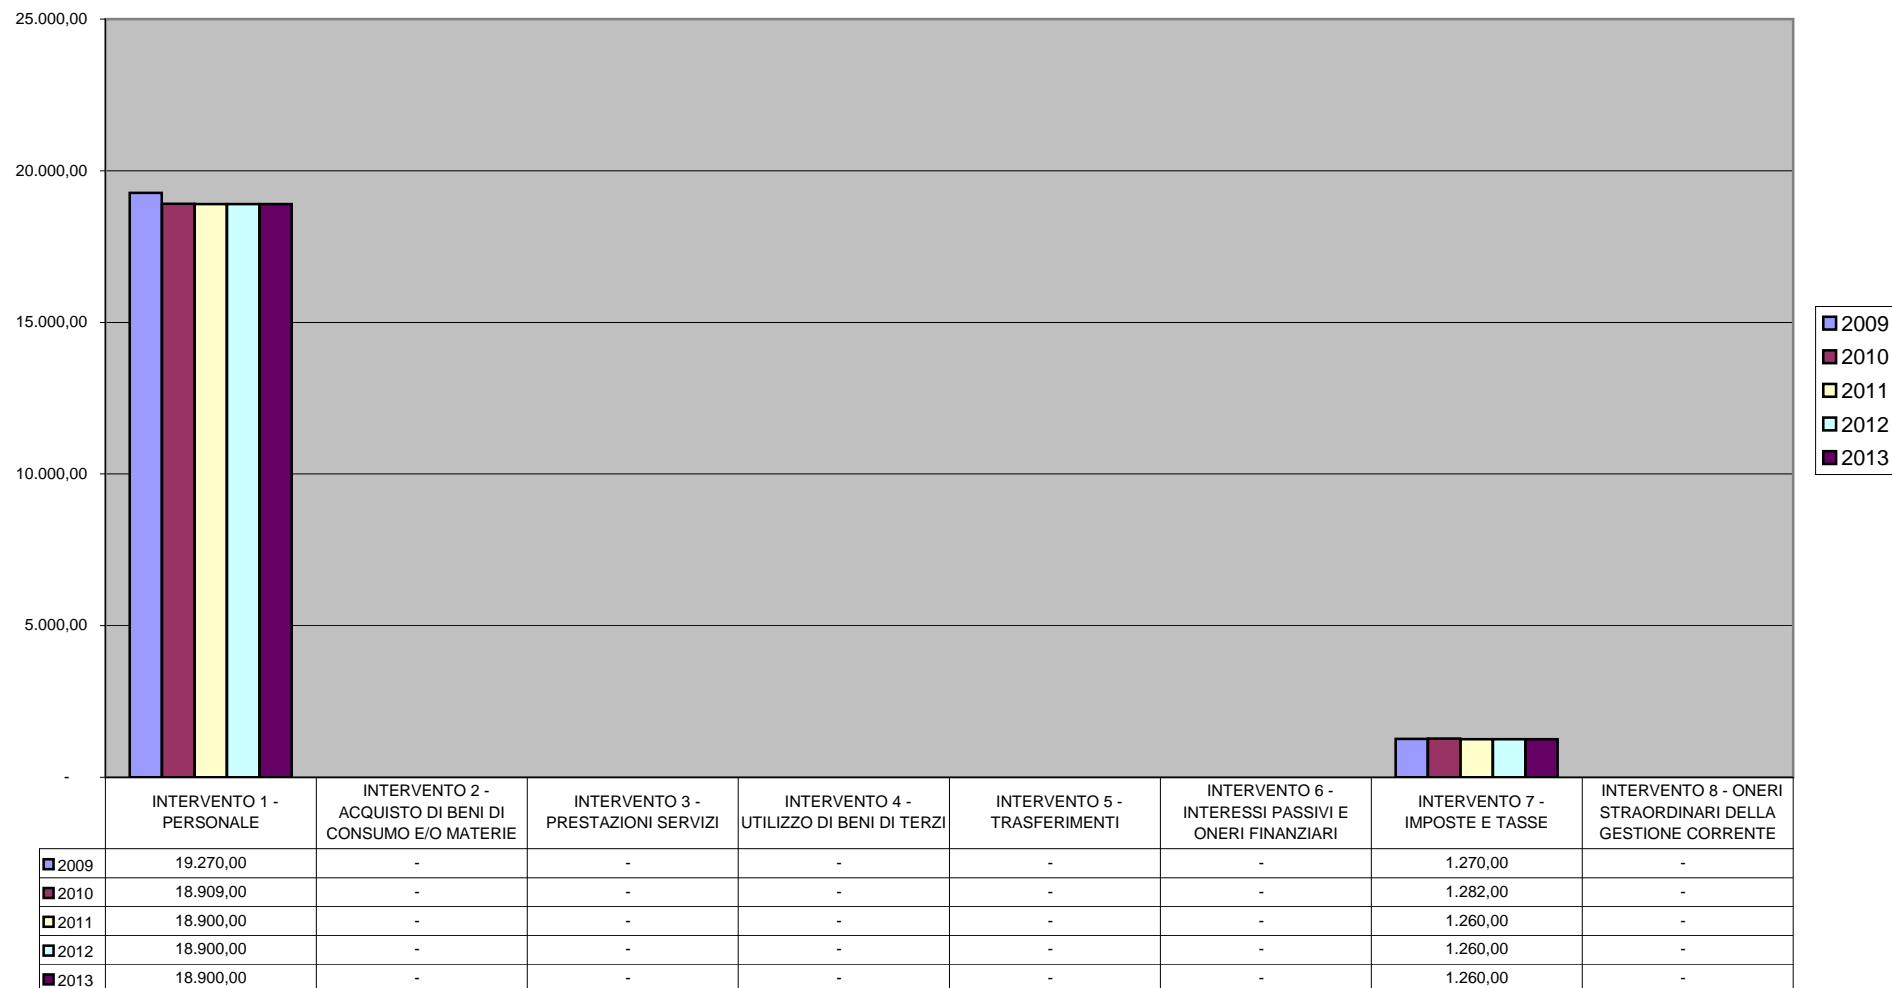 25.000,00
20.000,00
15.000,00
10.000,00
5.000,00
-
2009
2010
2011
2012
2013
INTERVENTO 1 -
PERSONALE
INTERVENTO 2 -
ACQUISTO DI BENI DI
CONSUMO E/O MATERIE
INTERVENTO 3 -
PRESTAZIONI SERVIZI
INTERVENTO 4 -
UTILIZZO DI BENI DI TERZI
INTERVENTO 5 -
TRASFERIMENTI
INTERVENTO 6 -
INTERESSI PASSIVI E
ONERI FINANZIARI
INTERVENTO 7 -
IMPOSTE E TASSE
INTERVENTO 8 - ONERI
STRAORDINARI DELLA
GESTIONE CORRENTE
2009 19.270,00 - - - - - 1.270,00 -
2010 18.909,00 - - - - - 1.282,00 -
2011 18.900,00 - - - - - 1.260,00 -
2012 18.900,00 - - - - - 1.260,00 -
2013 18.900,00 - - - - - 1.260,00 -